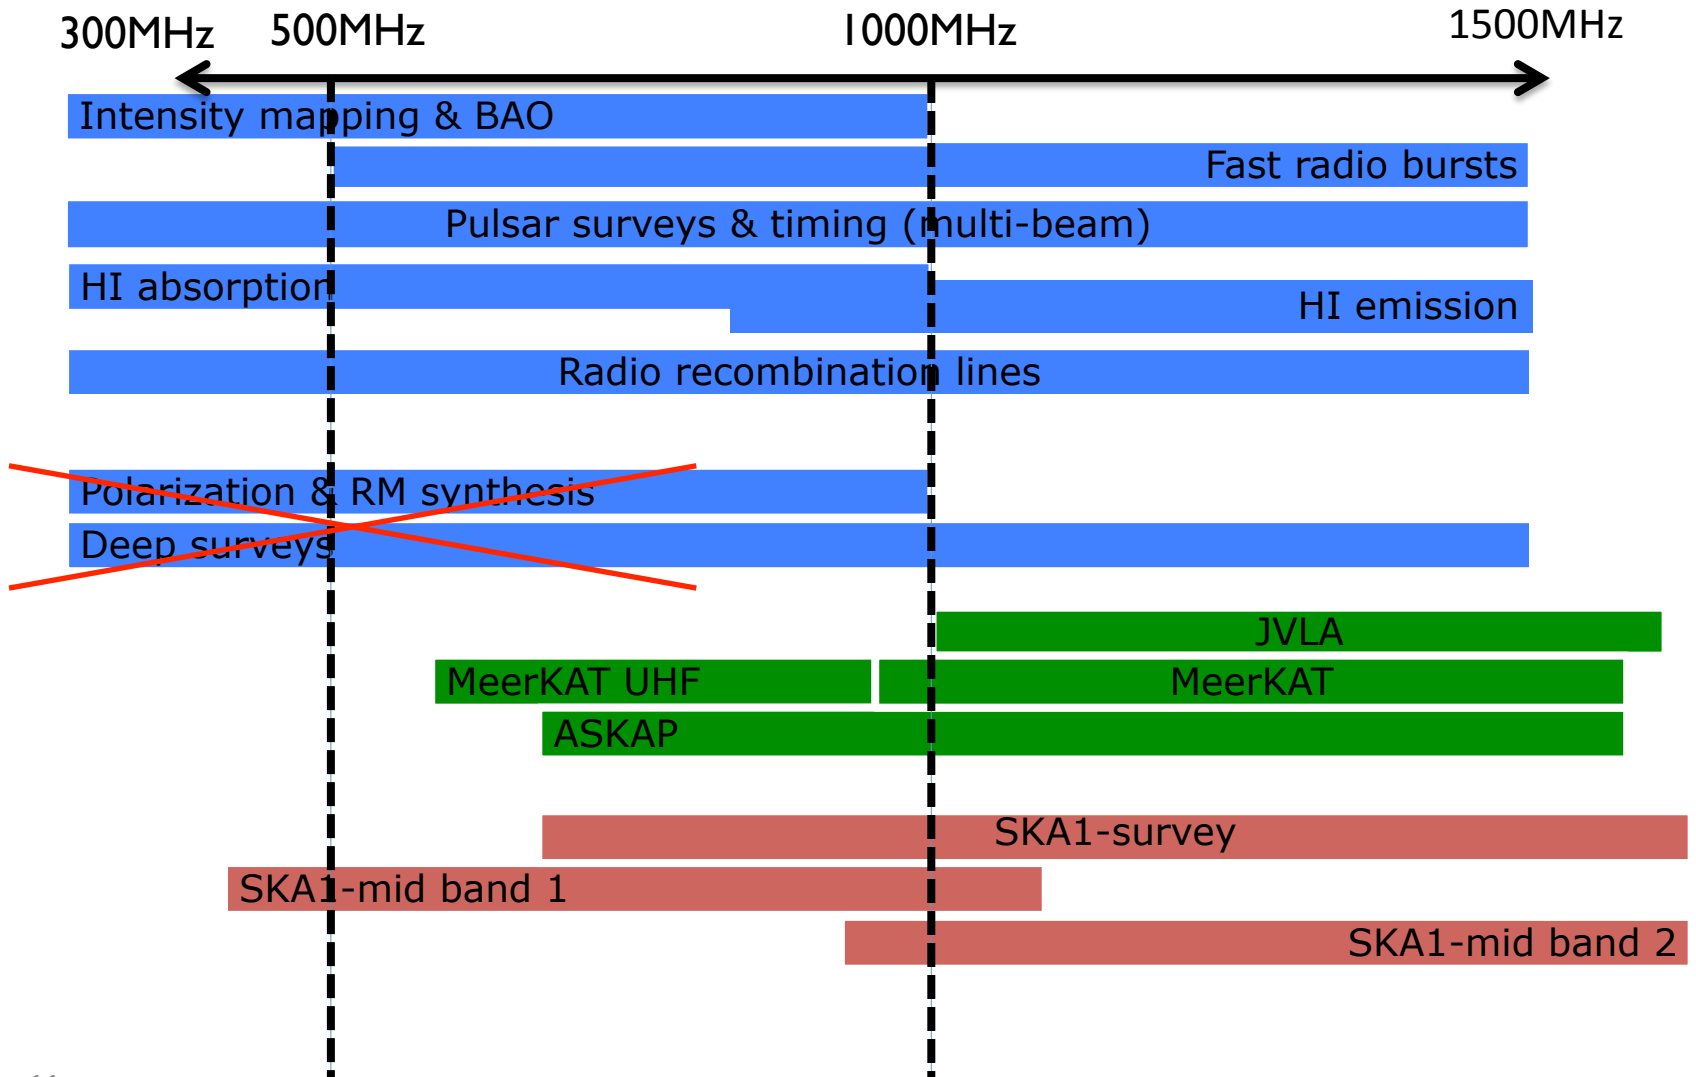 300MHz 500MHz 1000MHz 1500MHz
Intensity mapping & BAO
Fast radio bursts
Pulsar surveys & timing (multi-beam)
HI absorption
HI emission
Radio recombination lines
Polarization & RM synthesis
Deep surveys
JVLA
MeerKAT UHF MeerKAT
ASKAP
SKA1-survey
SKA1-mid band 1
SKA1-mid band 2